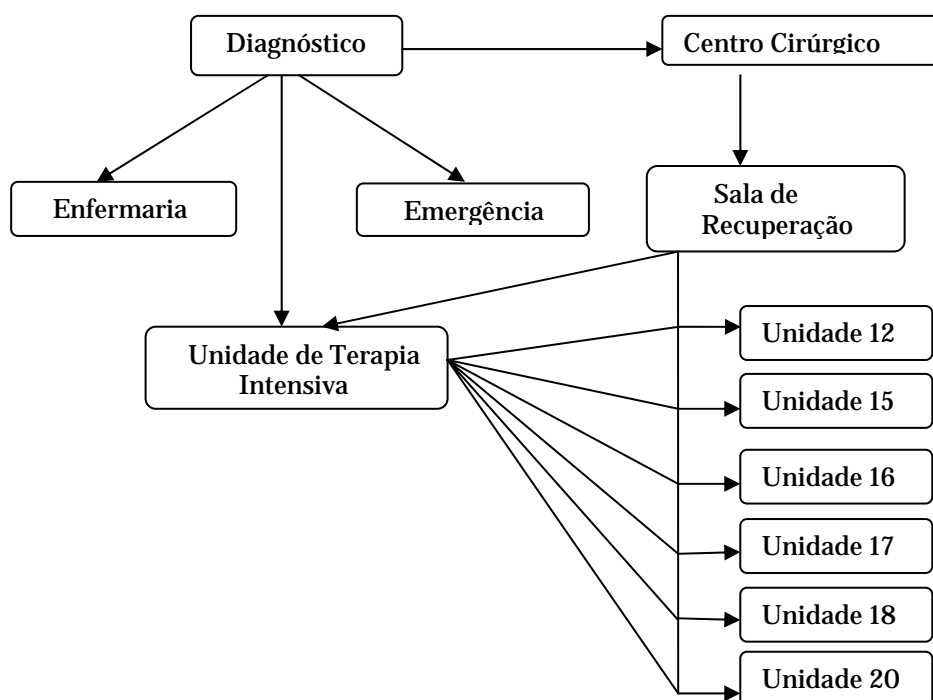 Diagnóstico
Centro Cirúrgico
Enfermaria
Emergência
Sala de
Recuperação
Unidade de Terapia
Intensiva
Unidade 12
Unidade 15
Unidade 16
Unidade 17
Unidade 18
Unidade 20